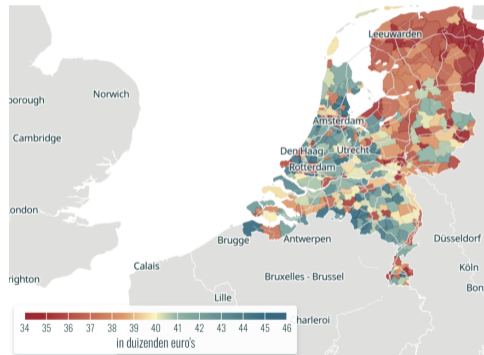 Leeuwarden
Norwich
borough
Amsterdam
Cambridge
Den Haag
Utrecht
Rotterdam
ondon
Brugge
Antwerpen
Düsseldorf
Calais
Köln
righton
Bruxelles - Brussel
Bon
Lille
harleroi
34 35 36 37 38 39 40 41 42 43 44 45 46
in duizenden euro's